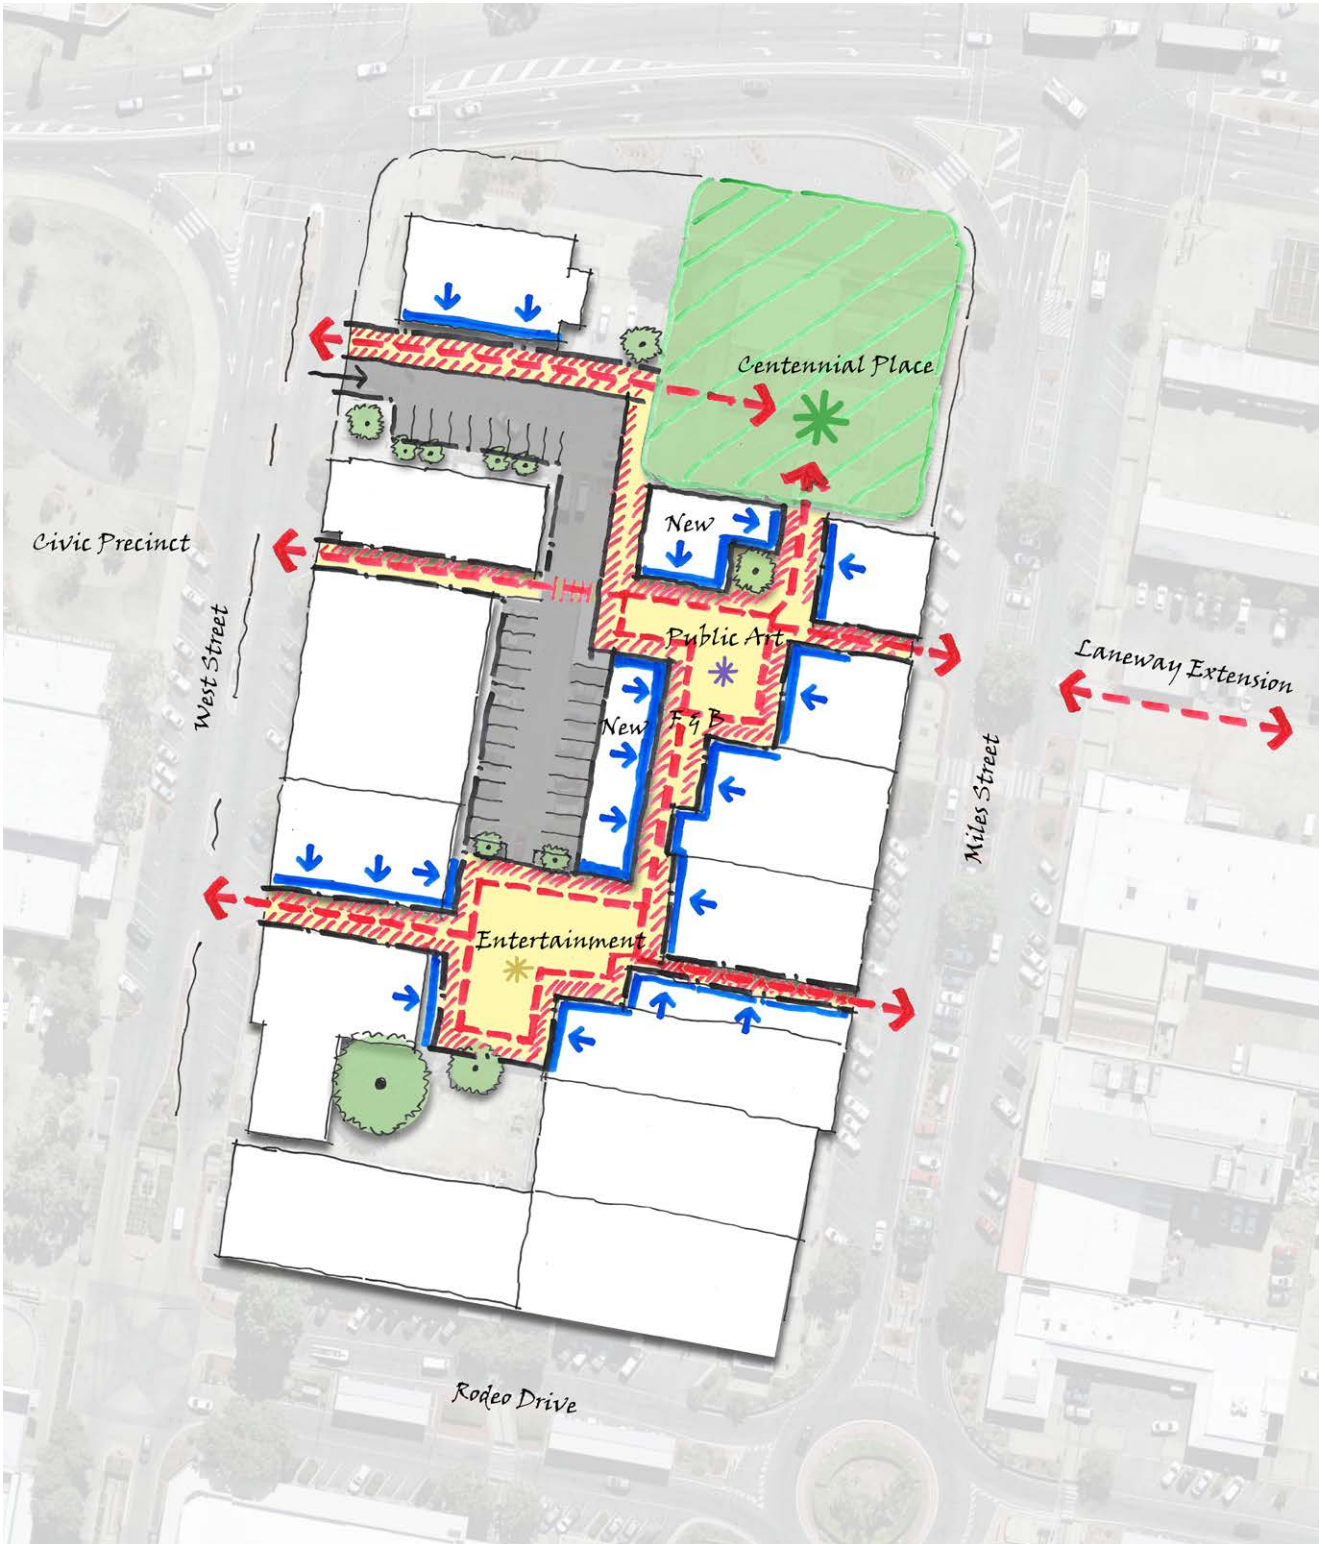 Centennial Place
New
Civic Precinct
Public Art
Laneway Extension
West Street
New
F & B
Miles Street
Entertainment
Rodeo Drive